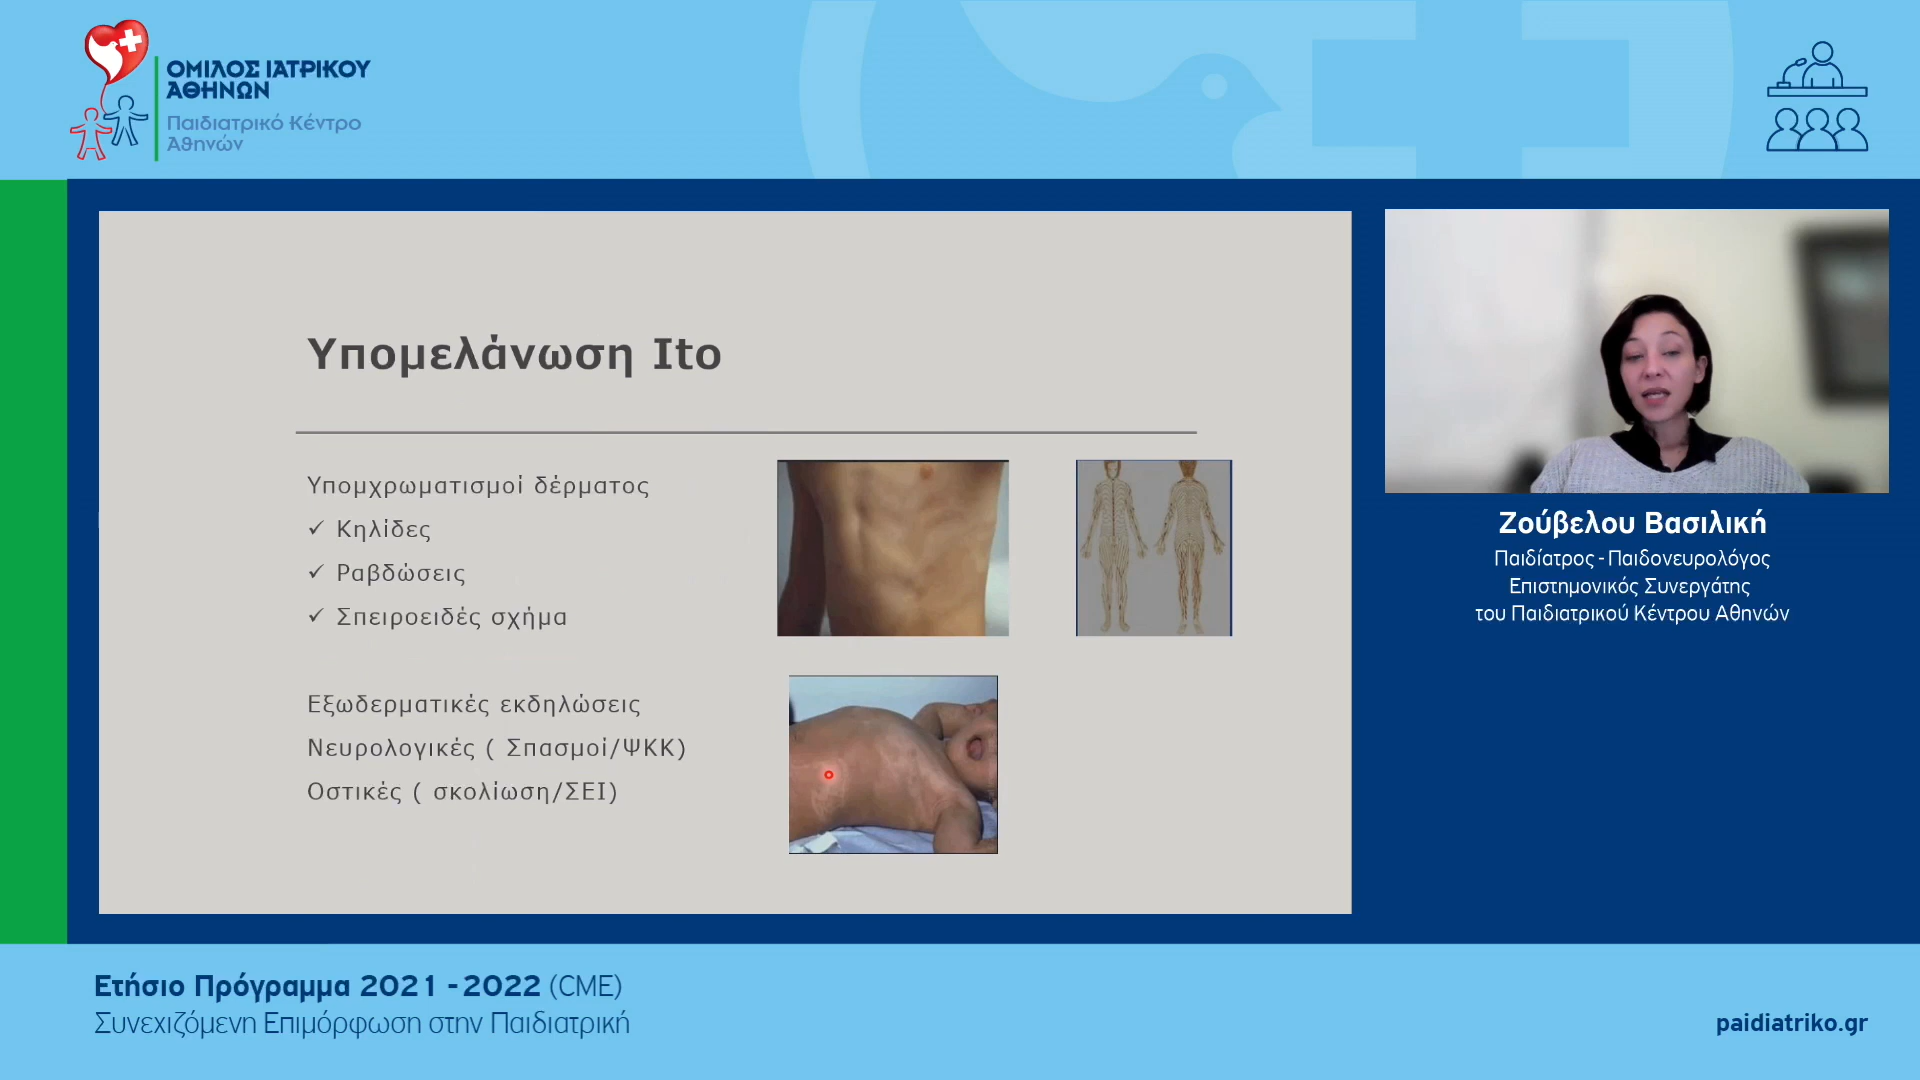 ΟΜΙΛΟΣ ΙΑΤΡΙΚΟΥ
ΑΘΗΝΩΝ
Παιδιατρικό Κέντρο
Αθηνών
Υπομελάνωση Ito
Υπομχρωματισμοί δέρματος
✓ Κηλίδες
✓ Ραβδώσεις
✓ Σπειροειδές σχήμα
Εξωδερματικές εκδηλώσεις
Νευρολογικές ( Σπασμοί/ΨΚΚ)
Οστικές ( σκολίωση/ΣΕΙ)
Ζούβελου Βασιλική
Παιδίατρος - Παιδονευρολόγος
Επιστημονικός Συνεργάτης
του Παιδιατρικού Κέντρου Αθηνών
Ετήσιο Πρόγραμμα 2021 - 2022 (CME)
Συνεχιζόμενη Επιμόρφωση στην Παιδιατρική
paidiatriko.gr